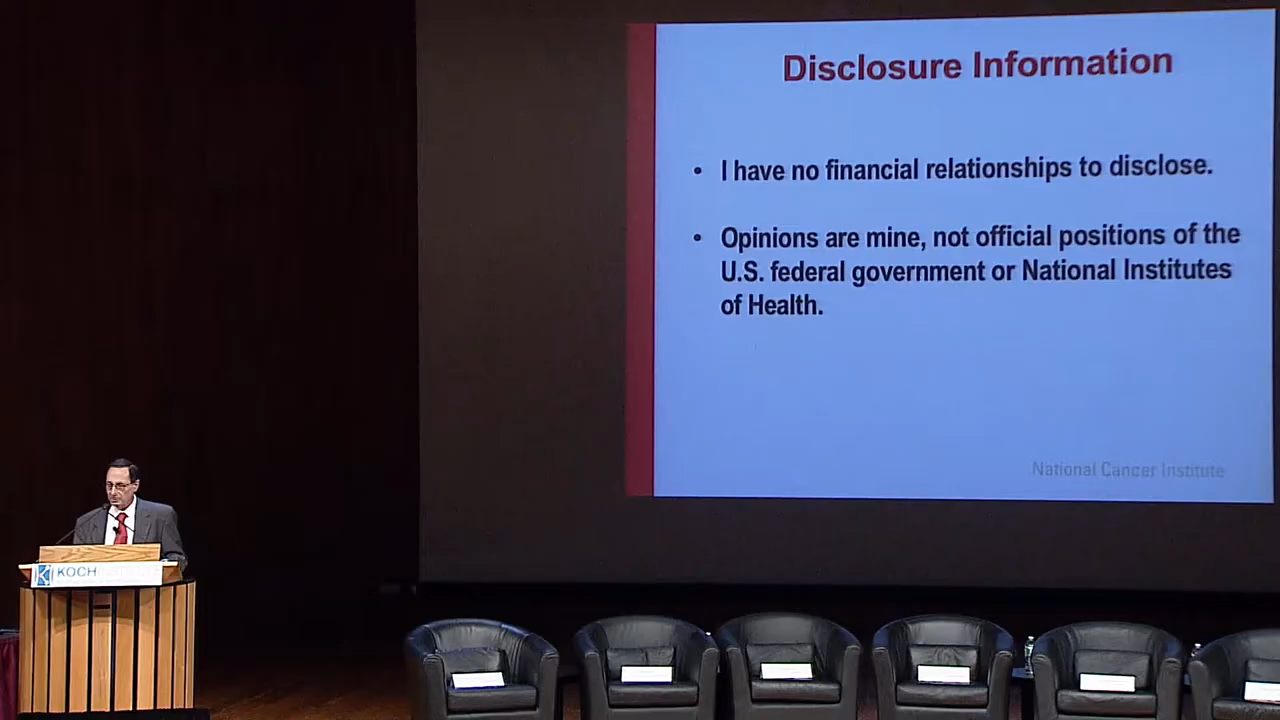 Disclosure Information
• I have no financial relationships to disclose.
• Opinions are mine, not official positions of the
U.S. federal government or National Institutes
of Health.
National Cancer Institute
KOCH